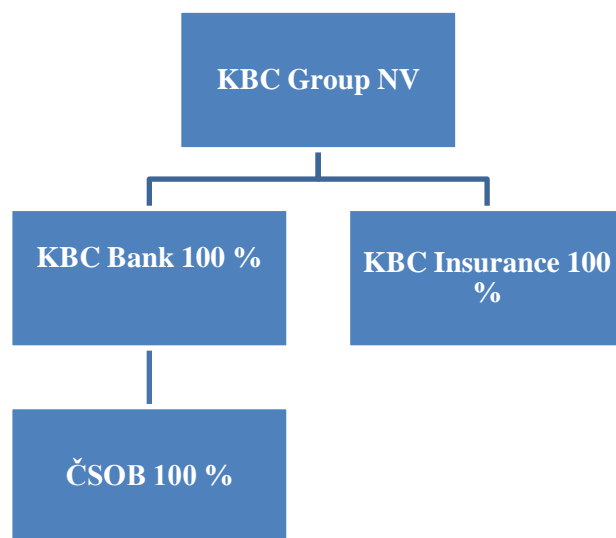 KBC Group NV
KBC Bank 100 %
KBC Insurance 100
%
ČSOB 100 %